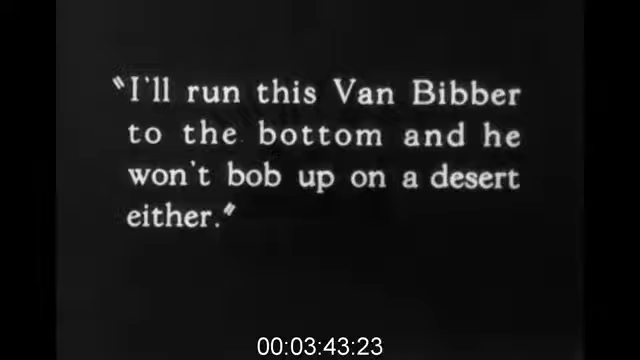 "I'll run this Van Bibber
to the bottom and he
won't bob up on a desert
either."
00:03:43:23